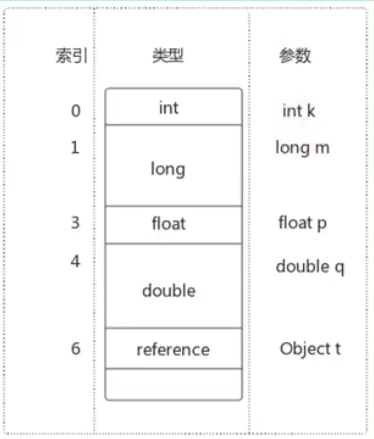 索引 类型 参数
0 int int k
1 long long m
3 float float p
4 double double q
6 reference Object t